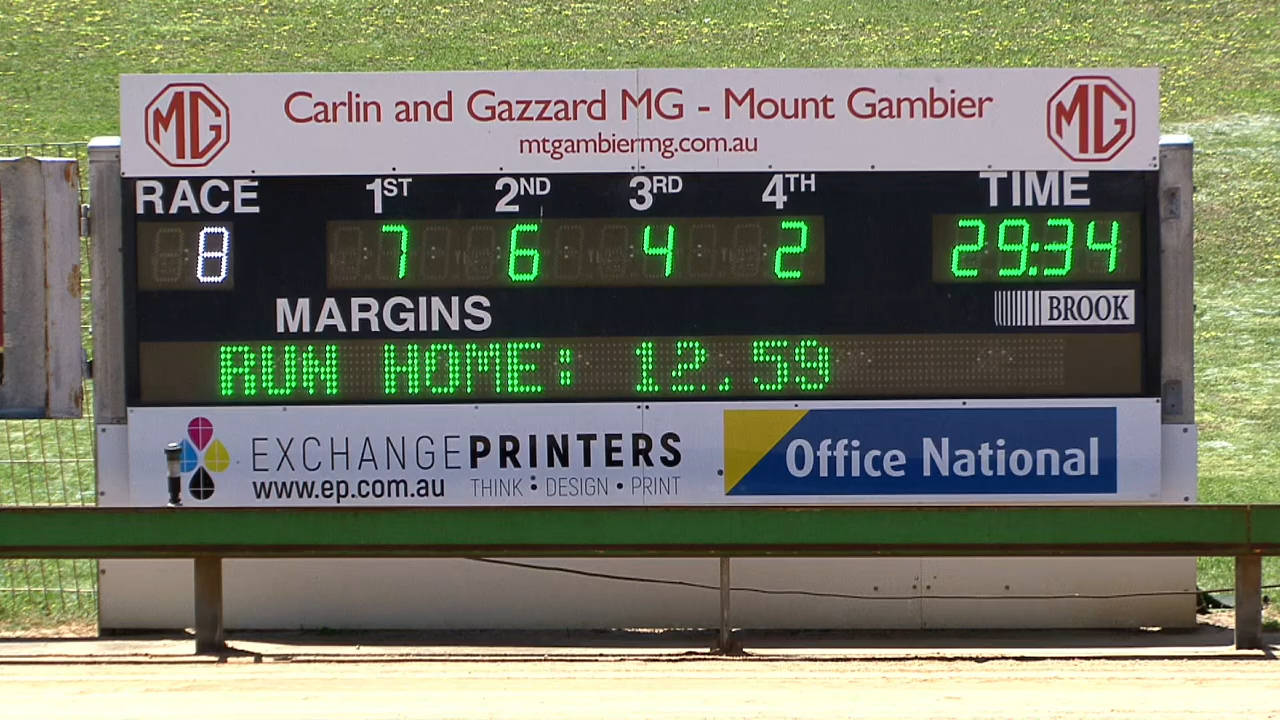 MG Carlin and Gazzard MG - Mount Gambier MG
mtgambiermg.com.au
RACE 1ST 2ND 3RD 4TH TIME
8 7 6 4 2 29:34
MARGINS BROOK
RUN HOME: 12.59
EXCHANGEPRINTERS Office National
www.ep.com.au THINK • DESIGN • PRINT